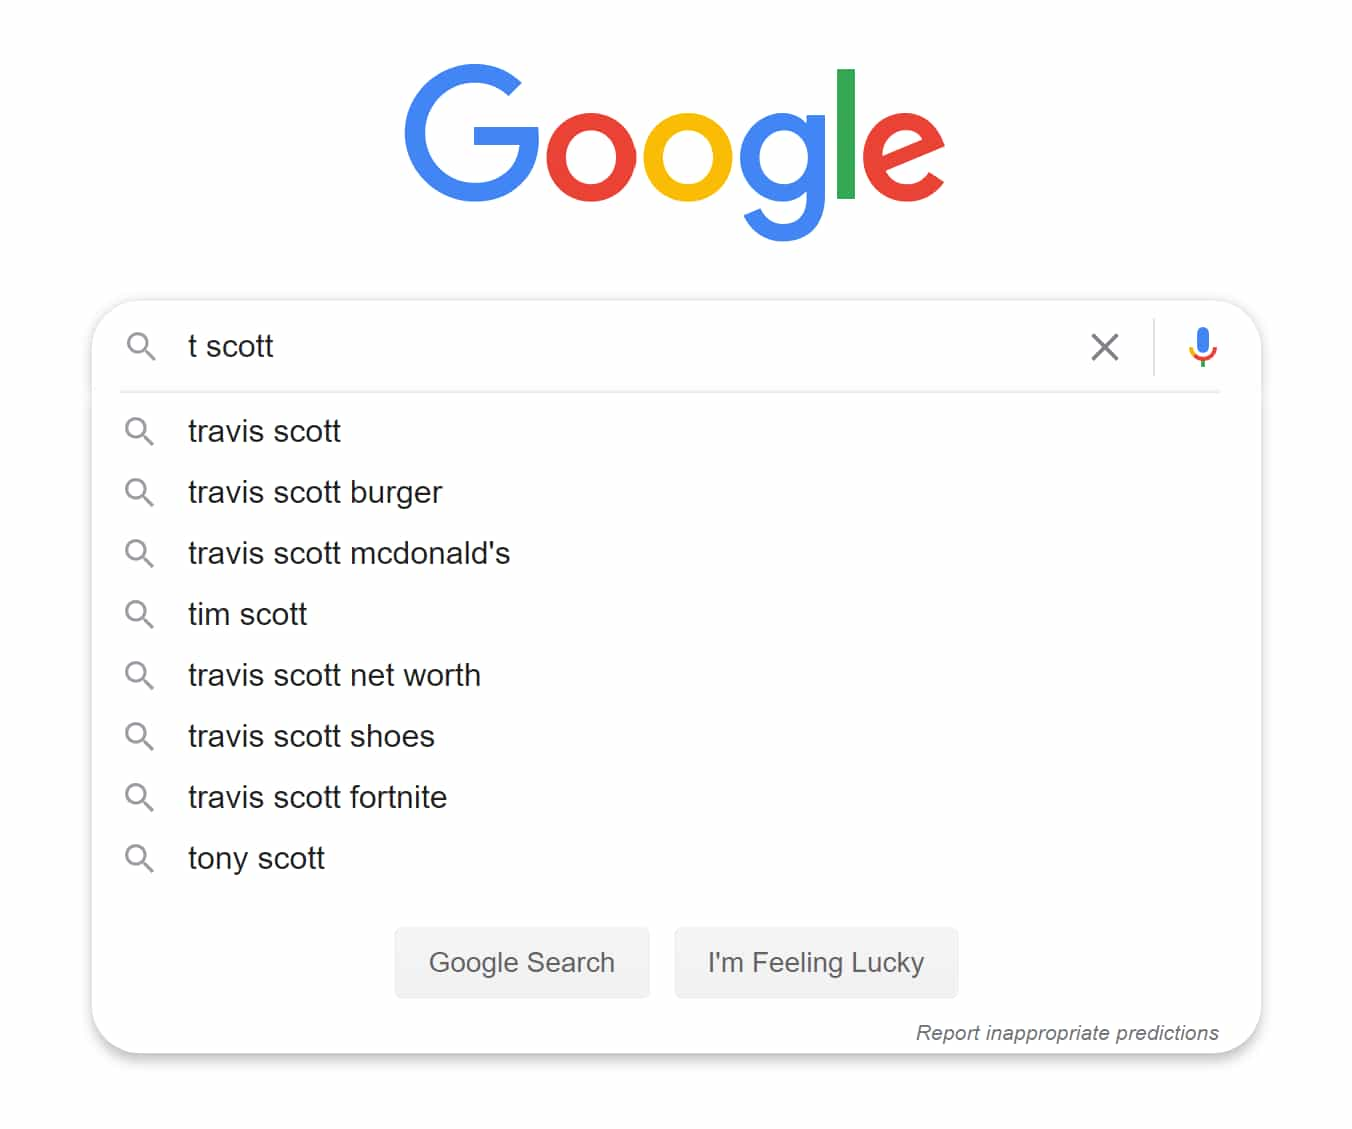 Google
t scott
travis scott
travis scott burger
travis scott mcdonald's
tim scott
travis scott net worth
travis scott shoes
travis scott fortnite
tony scott
Google Search
I'm Feeling Lucky
Report inappropriate predictions